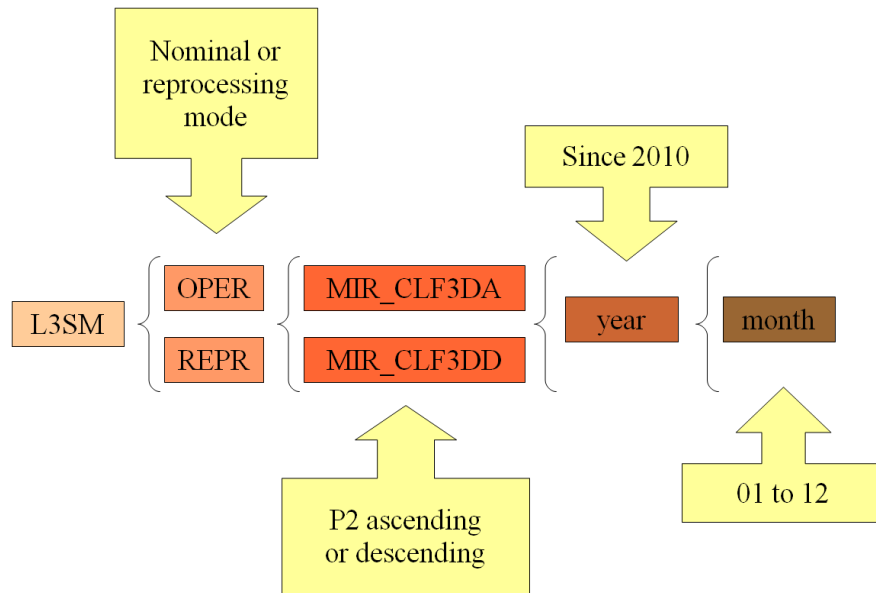 Nominal or
reprocessing
mode
Since 2010
L3SM
OPER
REPR
MIR_CLF3DA
MIR_CLF3DD
year
month
P2 ascending
or descending
01 to 12